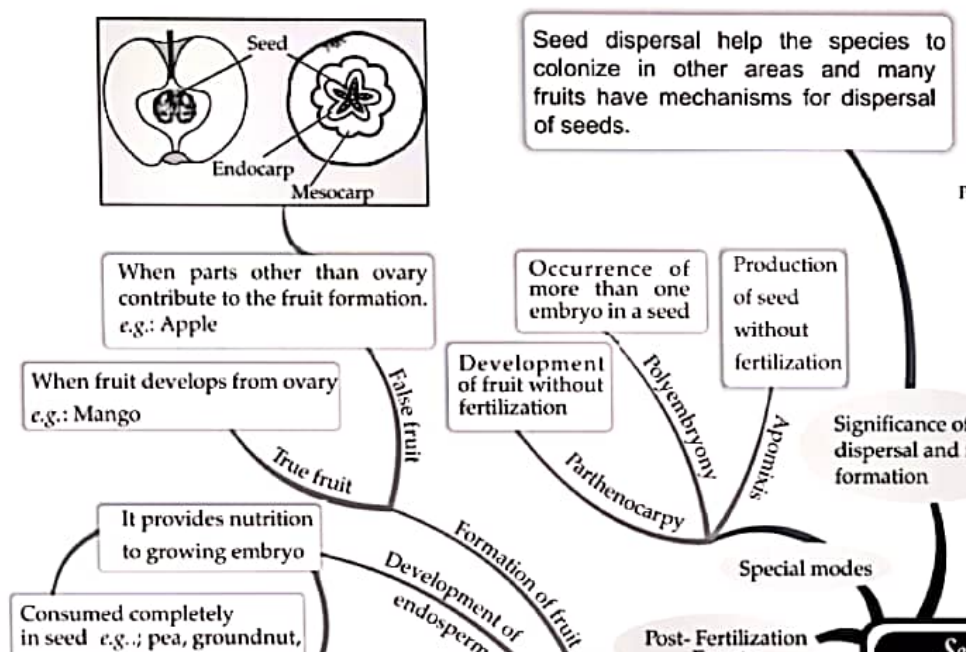 Seed
Endocarp
Mesocarp
Seed dispersal help the species to
colonize in other areas and many
fruits have mechanisms for dispersal
of seeds.
When parts other than ovary
contribute to the fruit formation.
e.g.: Apple
When fruit develops from ovary
e.g.: Mango
False fruit
True fruit
Occurrence of
more than one
embryo in a seed
Production
of seed
without
fertilization
Development
of fruit without
fertilization
Polyembryony
Apomixis
Parthenocarpy
Significance of
dispersal and
formation
Special modes
It provides nutrition
to growing embryo
Formation of fruit
Development of
endosperm
Consumed completely
in seed e.g..; pea, groundnut,
Post- Fertilization